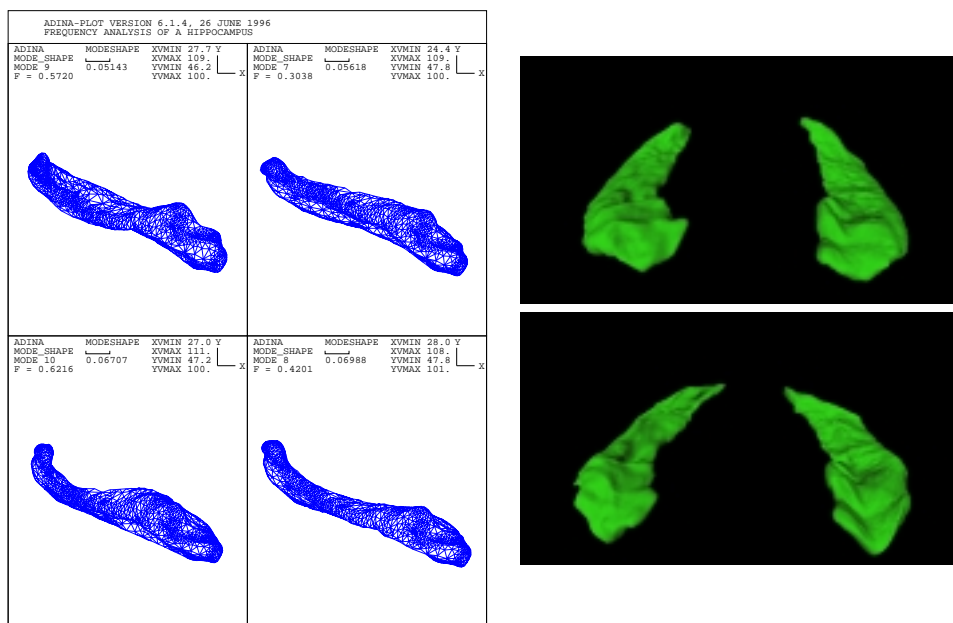 ADINA-PLOT VERSION 6.1.4, 26 JUNE 1996
FREQUENCY ANALYSIS OF A HIPPOCAMPUS
ADINA MODESHAPE XVMIN 27.7 Y
MODE_SHAPE XVMAX 109.
MODE 9 0.05143 YVMIN 46.2 X
F = 0.5720 YVMAX 100.
ADINA MODESHAPE XVMIN 24.4 Y
MODE_SHAPE XVMAX 109.
MODE 7 0.05618 YVMIN 47.8 X
F = 0.3038 YVMAX 100.
ADINA MODESHAPE XVMIN 27.0 Y
MODE_SHAPE XVMAX 111.
MODE 10 0.06707 YVMIN 47.2 X
F = 0.6216 YVMAX 100.
ADINA MODESHAPE XVMIN 28.0 Y
MODE_SHAPE XVMAX 108.
MODE 8 0.06988 YVMIN 47.8 X
F = 0.4201 YVMAX 101.